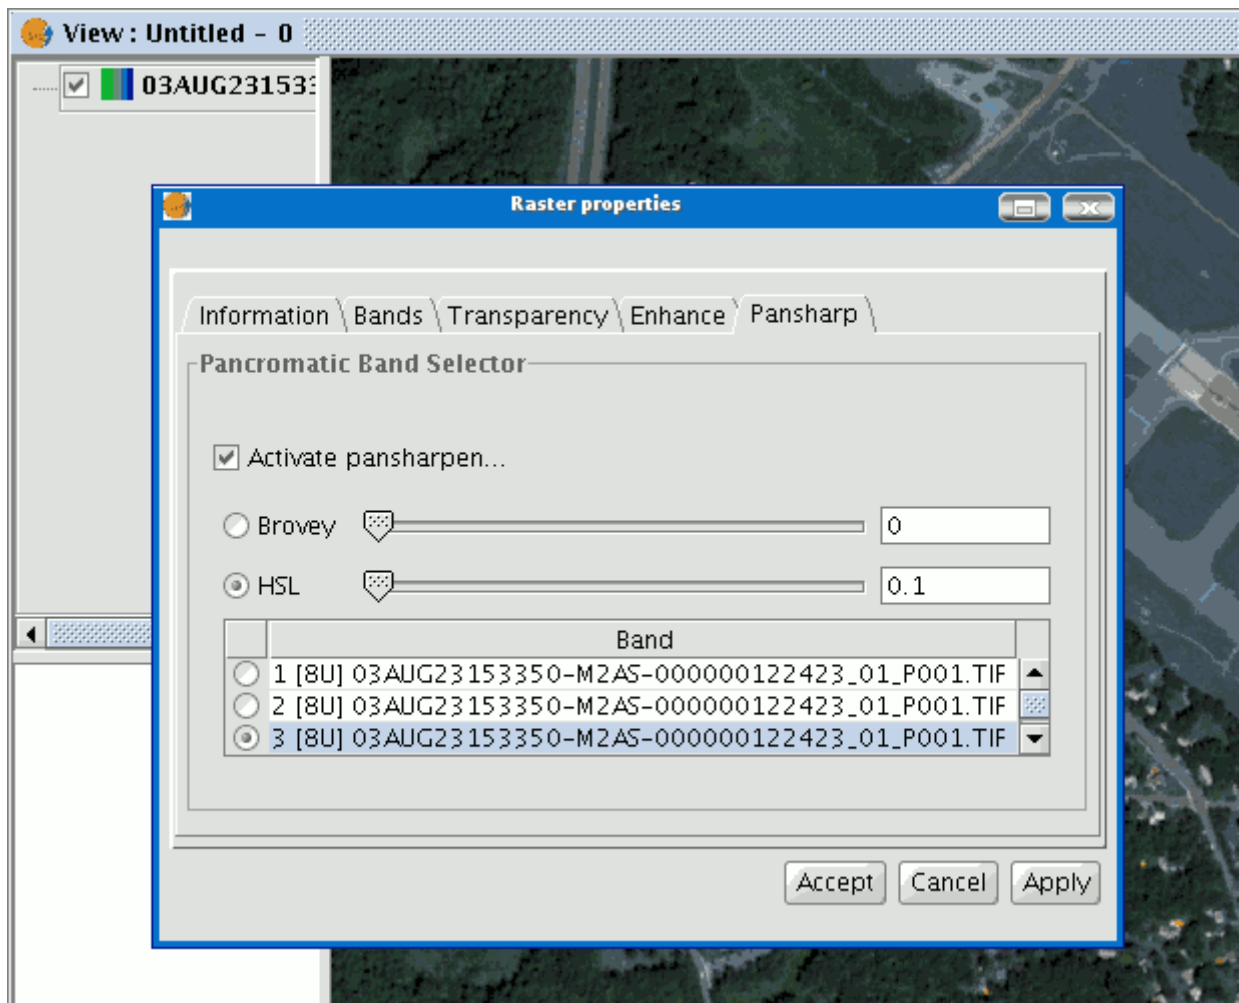 View : Untitled - 0
03AUG231533
Raster properties
Information Bands Transparency Enhance Pansharp
Pancromatic Band Selector
Activate pansharpen...
Brovey 0
HSL 0.1
Band
1 [8U] 03AUG23153350-M2AS-000000122423_01_P001.TIF
2 [8U] 03AUG23153350-M2AS-000000122423_01_P001.TIF
3 [8U] 03AUG23153350-M2AS-000000122423_01_P001.TIF
Accept Cancel Apply